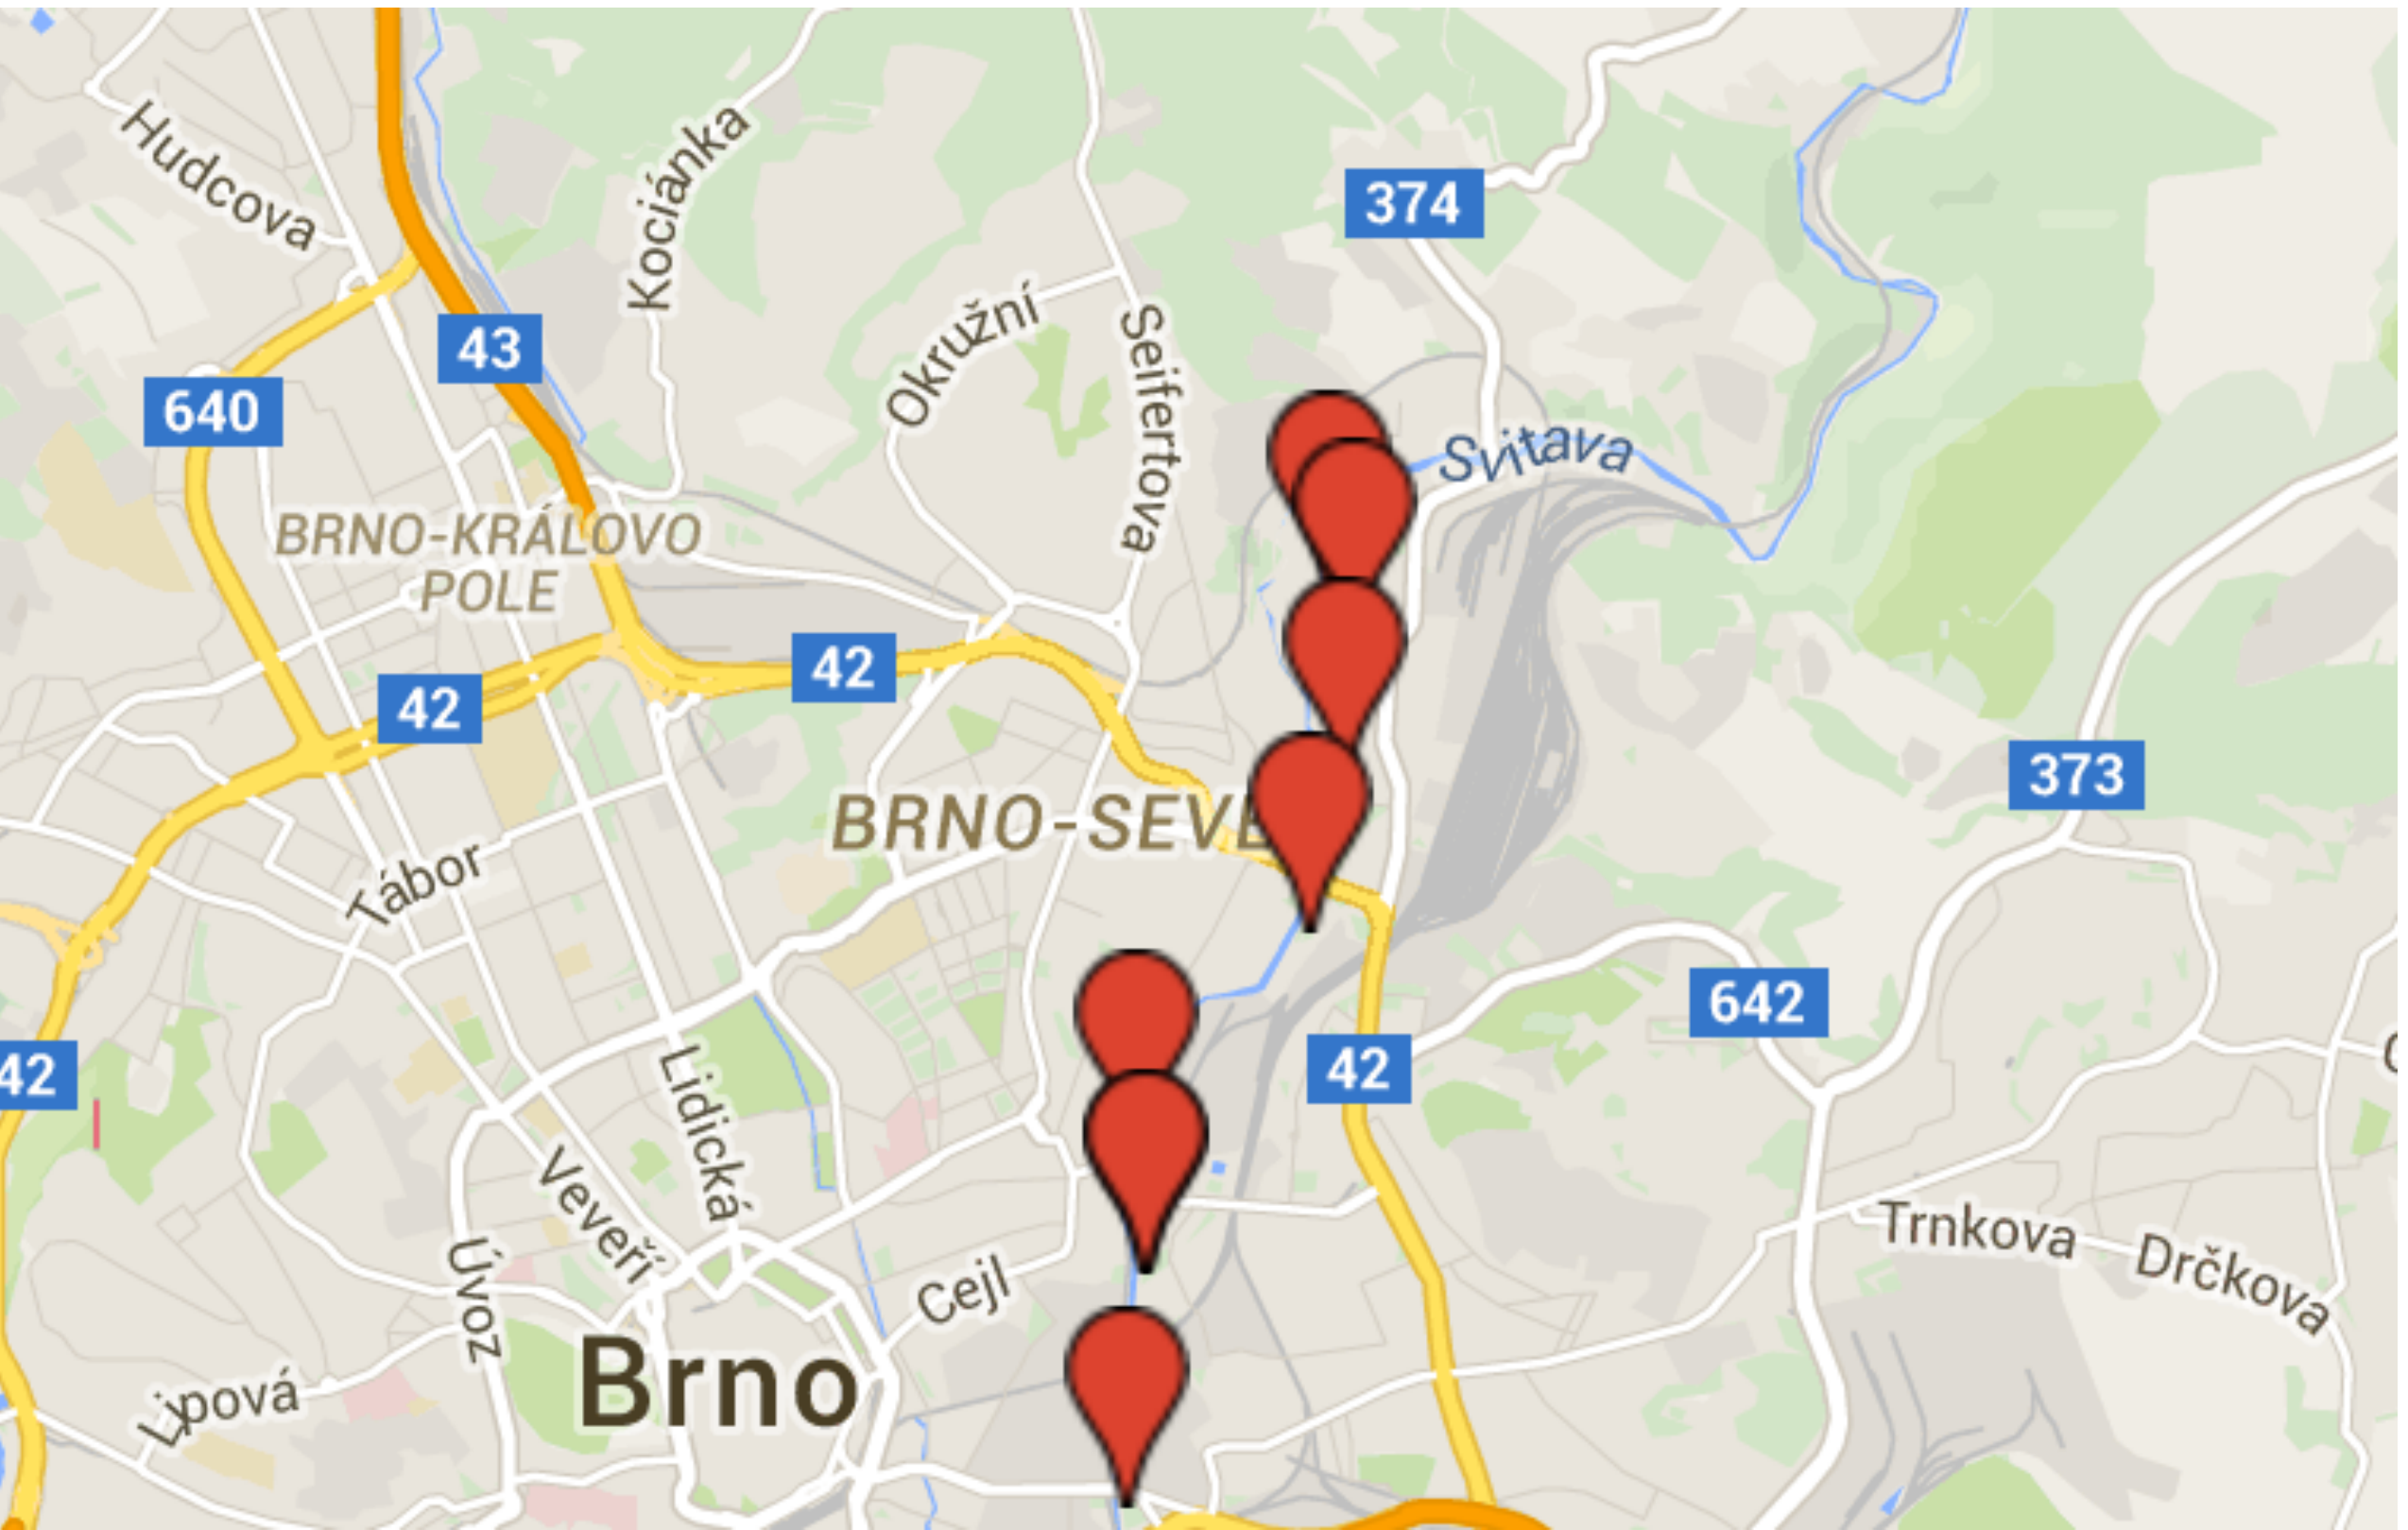 Hudcova
Kociánka
374
Okružní
Seifertova
43
640
Svitava
BRNO-KRÁLOVO
POLE
42
42
373
BRNO-SEVE
Tábor
642
42
42
Lidická
Veveří
Úvoz
Trnkova
Drčkova
Cejl
Brno
Lipová